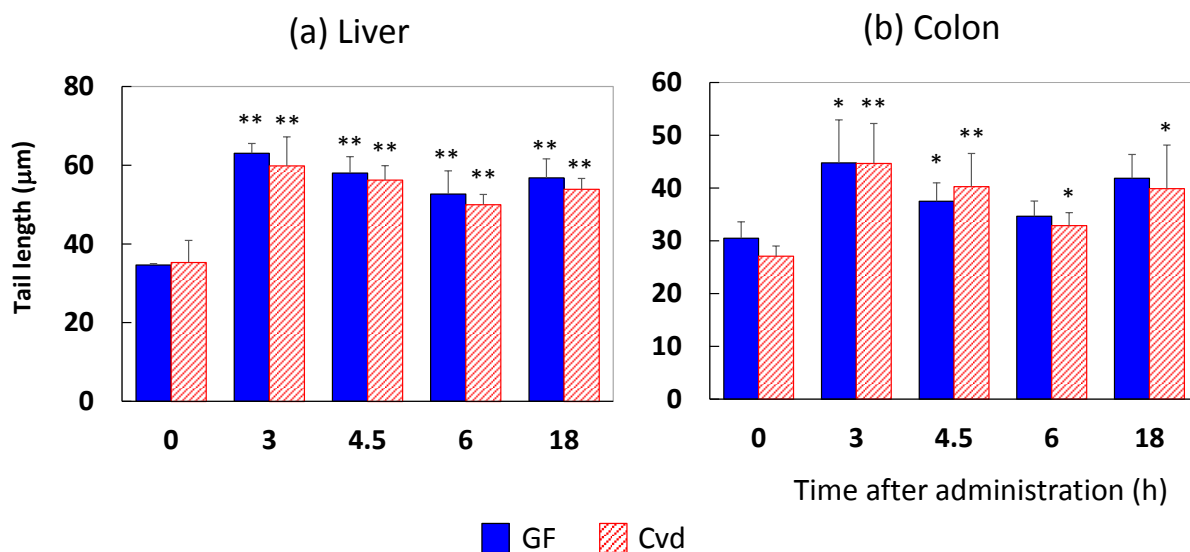 (a) Liver
(b) Colon
Tail length (μm)
80
60
40
20
0
** **
** **
** **
** **
0 3 4.5 6 18
60
50
40
30
20
10
0
* **
* **
*
*
0 3 4.5 6 18
Time after administration (h)
GF Cvd